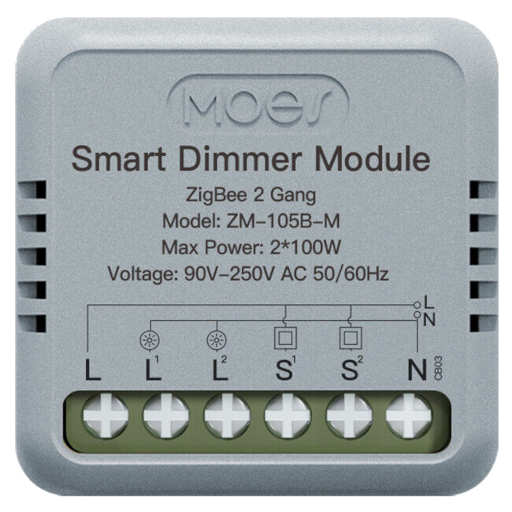 MOES
Smart Dimmer Module
ZigBee 2 Gang
Model: ZM-105B-M
Max Power: 2*100W
Voltage: 90V-250V AC 50/60Hz
L
N
L L1 L2 S1 S2 N CB03